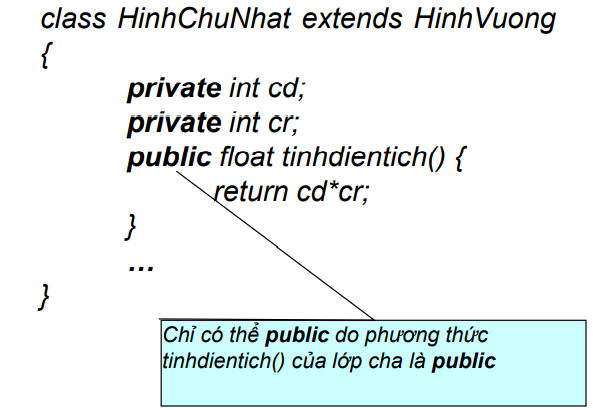 class HinhChuNhat extends HinhVuong
{
private int cd;
private int cr;
public float tinhdientich() {
return cd*cr;
}
...
}
Chỉ có thể public do phương thức
tinhdientich() của lớp cha là public